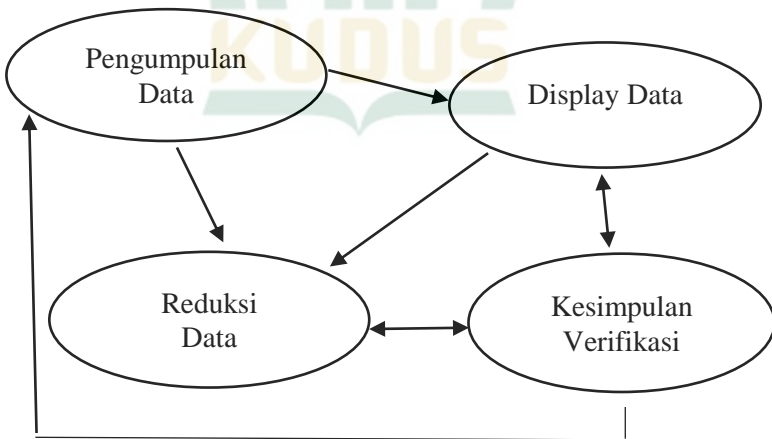 KUDUS
Pengumpulan
Data
Display Data
Reduksi
Data
Kesimpulan
Verifikasi